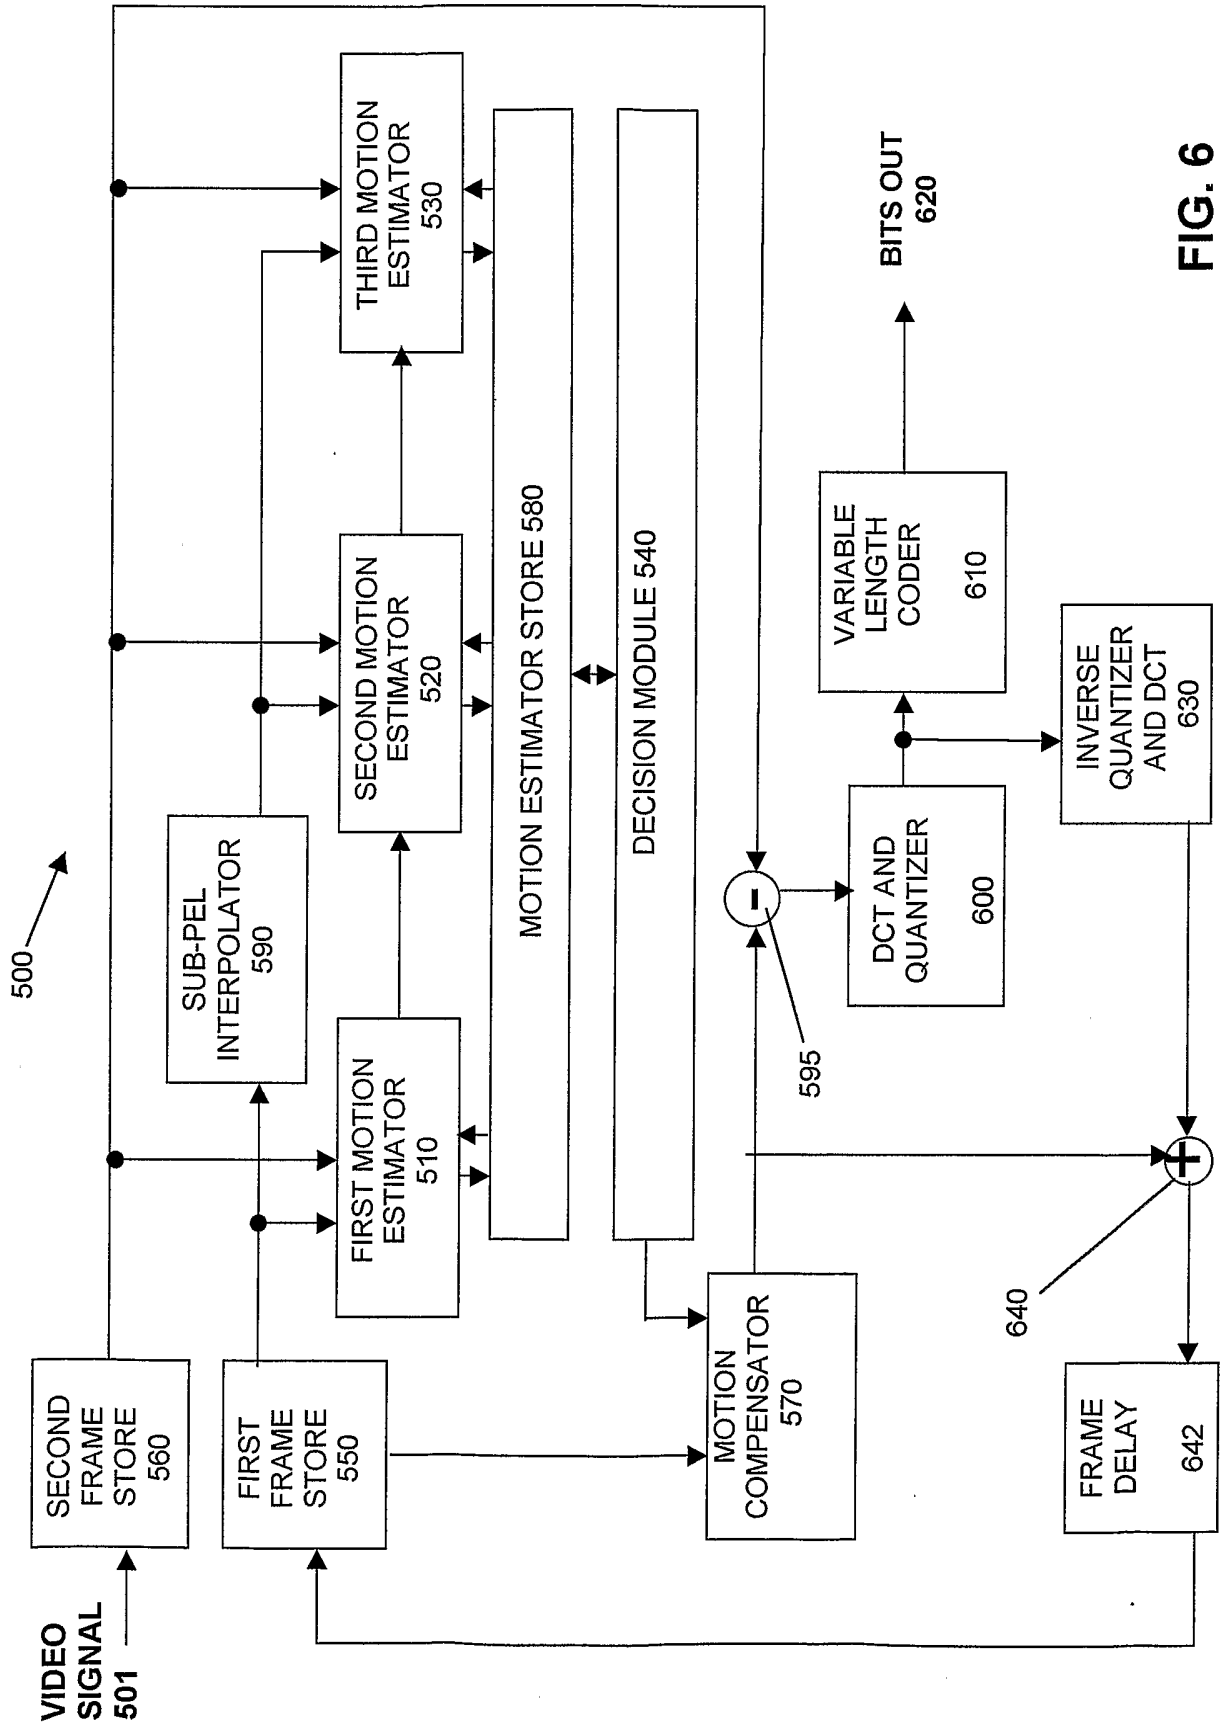 500
VIDEO
SIGNAL
501
SECOND
FRAME
STORE
560
FIRST
FRAME
STORE
550
SUB-PEL
INTERPOLATOR
590
FIRST MOTION
ESTIMATOR
510
SECOND MOTION
ESTIMATOR
520
THIRD MOTION
ESTIMATOR
530
MOTION ESTIMATOR STORE 580
DECISION MODULE 540
MOTION
COMPENSATOR
570
-
595
DCT AND
QUANTIZER
600
VARIABLE
LENGTH
CODER
610
BITS OUT
620
INVERSE
QUANTIZER
AND DCT
630
+
640
FRAME
DELAY
642
FIG. 6